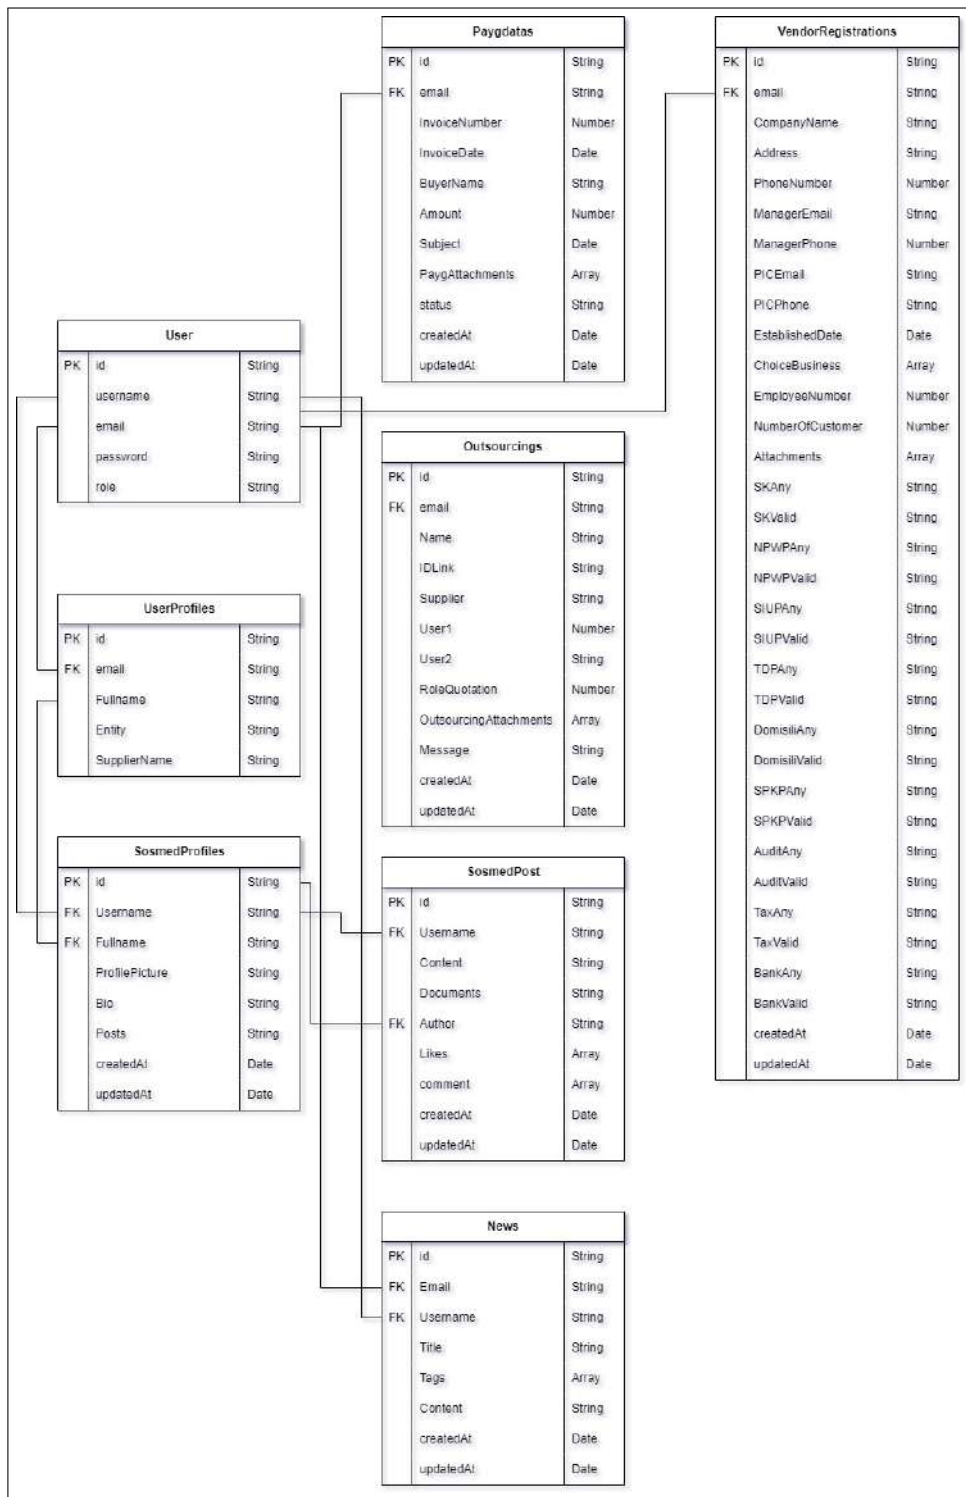 Paygdatas
PK id String
FK email String
InvoiceNumber Number
InvoiceDate Date
BuyerName String
Amount Number
Subject Date
PaygAttachments Array
status String
createdAt Date
updatedAt Date
VendorRegistrations
PK id String
FK email String
CompanyName String
Address String
PhoneNumber Number
ManagerEmail String
ManagerPhone Number
PICEmail String
PICPhone String
EstablishedDate Date
ChoiceBusiness Array
EmployeeNumber Number
NumberOfCustomer Number
Attachments Array
SKAny String
SKValid String
NPWPAny String
NPWPValid String
SIUPAny String
SIUPValid String
TDPAny String
TDPValid String
DomisiliAny String
DomisiliValid String
SPKPAny String
SPKPValid String
AuditAny String
AuditValid String
TaxAny String
TaxValid String
BankAny String
BankValid String
createdAt Date
updatedAt Date
User
PK id String
username String
email String
password String
role String
Outsourcings
PK id String
FK email String
Name String
IDLink String
Supplier String
User1 Number
User2 String
RoleQuotation Number
OutsourcingAttachments Array
Message String
createdAt Date
updatedAt Date
UserProfiles
PK id String
FK email String
Fullname String
Entity String
SupplierName String
SosmedProfiles
PK id String
FK Username String
FK Fullname String
ProfilePicture String
Bio String
Posts String
createdAt Date
updatedAt Date
SosmedPost
PK id String
FK Username String
Content String
Documents String
FK Author String
Likes Array
comment Array
createdAt Date
updatedAt Date
News
PK id String
FK Email String
FK Username String
Title String
Tags Array
Content String
createdAt Date
updatedAt Date